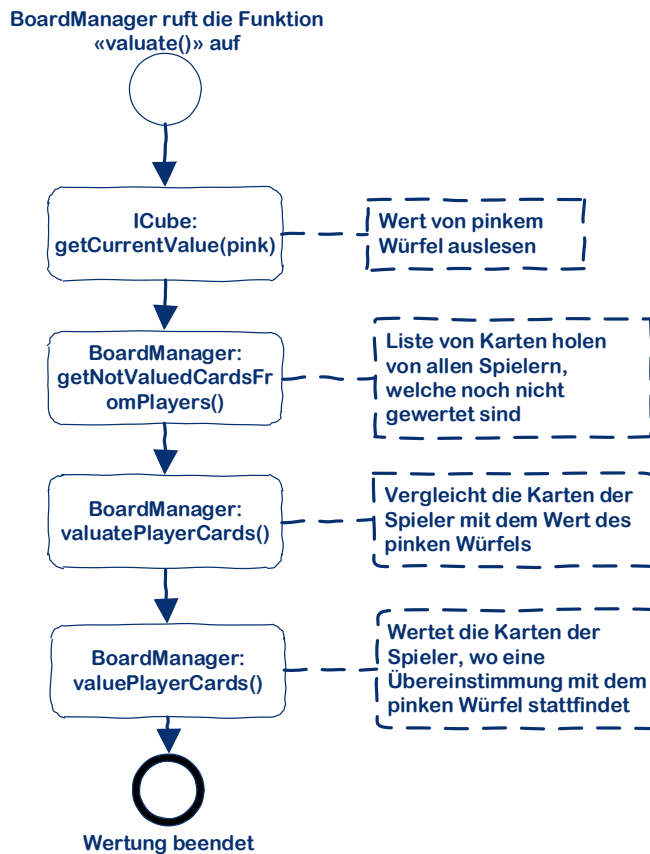 BoardManager ruft die Funktion
«valuate()» auf
ICube:
getCurrentValue(pink)
Wert von pinkem
Würfel auslesen
BoardManager:
getNotValuedCardsFr
omPlayers()
Liste von Karten holen
von allen Spielern,
welche noch nicht
gewertet sind
BoardManager:
valuatePlayerCards()
Vergleicht die Karten der
Spieler mit dem Wert des
pinken Würfels
BoardManager:
valuePlayerCards()
Wertet die Karten der
Spieler, wo eine
Übereinstimmung mit dem
pinken Würfel stattfindet
Wertung beendet